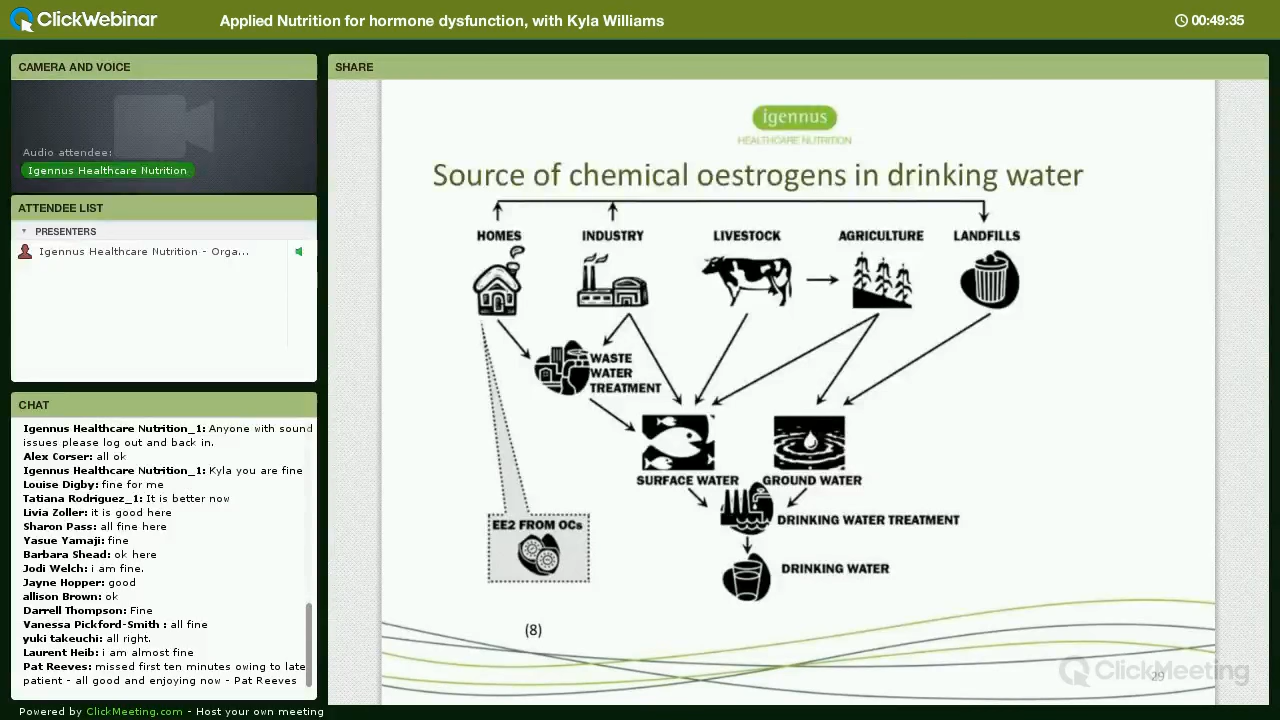 ClickWebinar
Applied Nutrition for hormone dysfunction, with Kyla Williams
00:49:35
CAMERA AND VOICE
Audio attendee:
Igennus Healthcare Nutrition
ATTENDEE LIST
PRESENTERS
Igennus Healthcare Nutrition - Orga...
CHAT
Igennus Healthcare Nutrition_1: Anyone with sound
issues please log out and back in.
Alex Corser: all ok
Igennus Healthcare Nutrition_1: Kyla you are fine
Louise Digby: fine for me
Tatiana Rodriguez_1: It is better now
Livia Zoller: it is good here
Sharon Pass: all fine here
Yasue Yamaji: fine
Barbara Shead: ok here
Jodi Welch: i am fine.
Jayne Hopper: good
allison Brown: ok
Darrell Thompson: Fine
Vanessa Pickford-Smith : all fine
yuki takeuchi: all right.
Laurent Heib: i am almost fine
Pat Reeves: missed first ten minutes owing to late
patient - all good and enjoying now - Pat Reeves
Powered by ClickMeeting.com - Host your own meeting
SHARE
igennus
HEALTHCARE NUTRITION
Source of chemical oestrogens in drinking water
HOMES
INDUSTRY
LIVESTOCK
AGRICULTURE
LANDFILLS
WASTE
WATER
TREATMENT
SURFACE WATER
GROUND WATER
EE2 FROM OCs
DRINKING WATER TREATMENT
DRINKING WATER
(8)
ClickMeeting
29